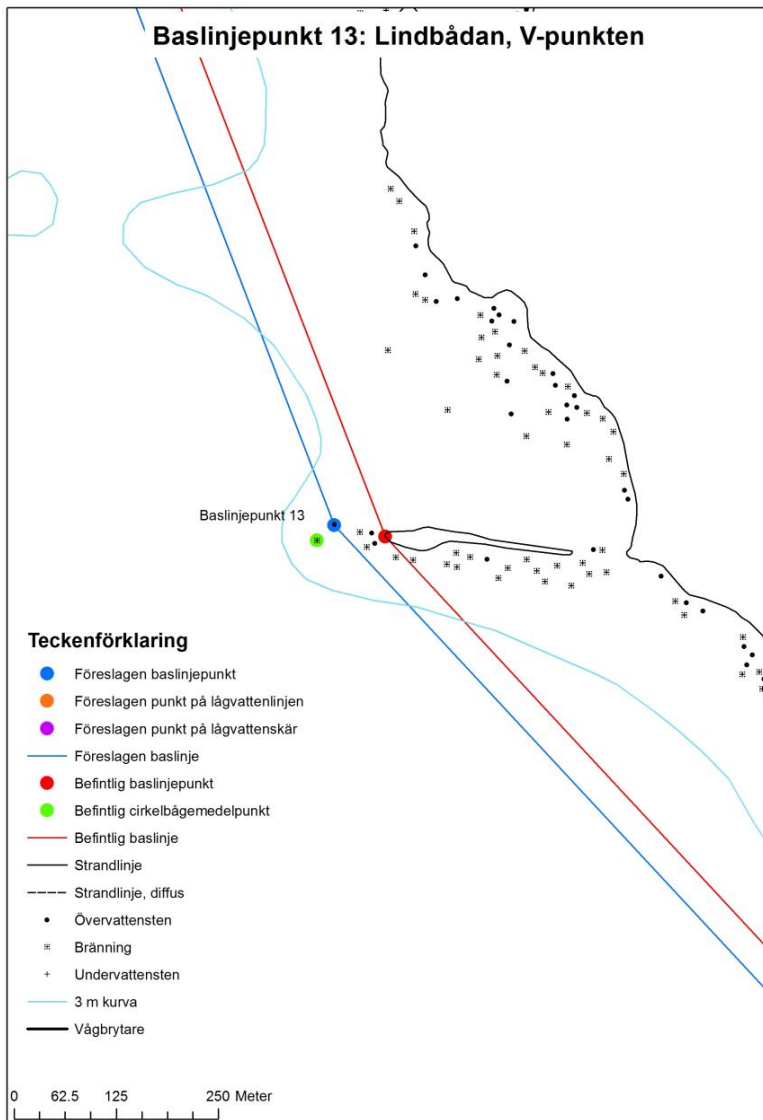 Baslinjepunkt 13: Lindbådan, V-punkten
Baslinjepunkt 13
Teckenförklaring
Föreslagen baslinjepunkt
Föreslagen punkt på lågvattenlinjen
Föreslagen punkt på lågvattenskär
Föreslagen baslinje
Befintlig baslinjepunkt
Befintlig cirkelbågemedelpunkt
Befintlig baslinje
Strandlinje
Strandlinje, diffus
Övervattensten
Bränning
Undervattensten
3 m kurva
Vågbrytare
0 62.5 125 250 Meter